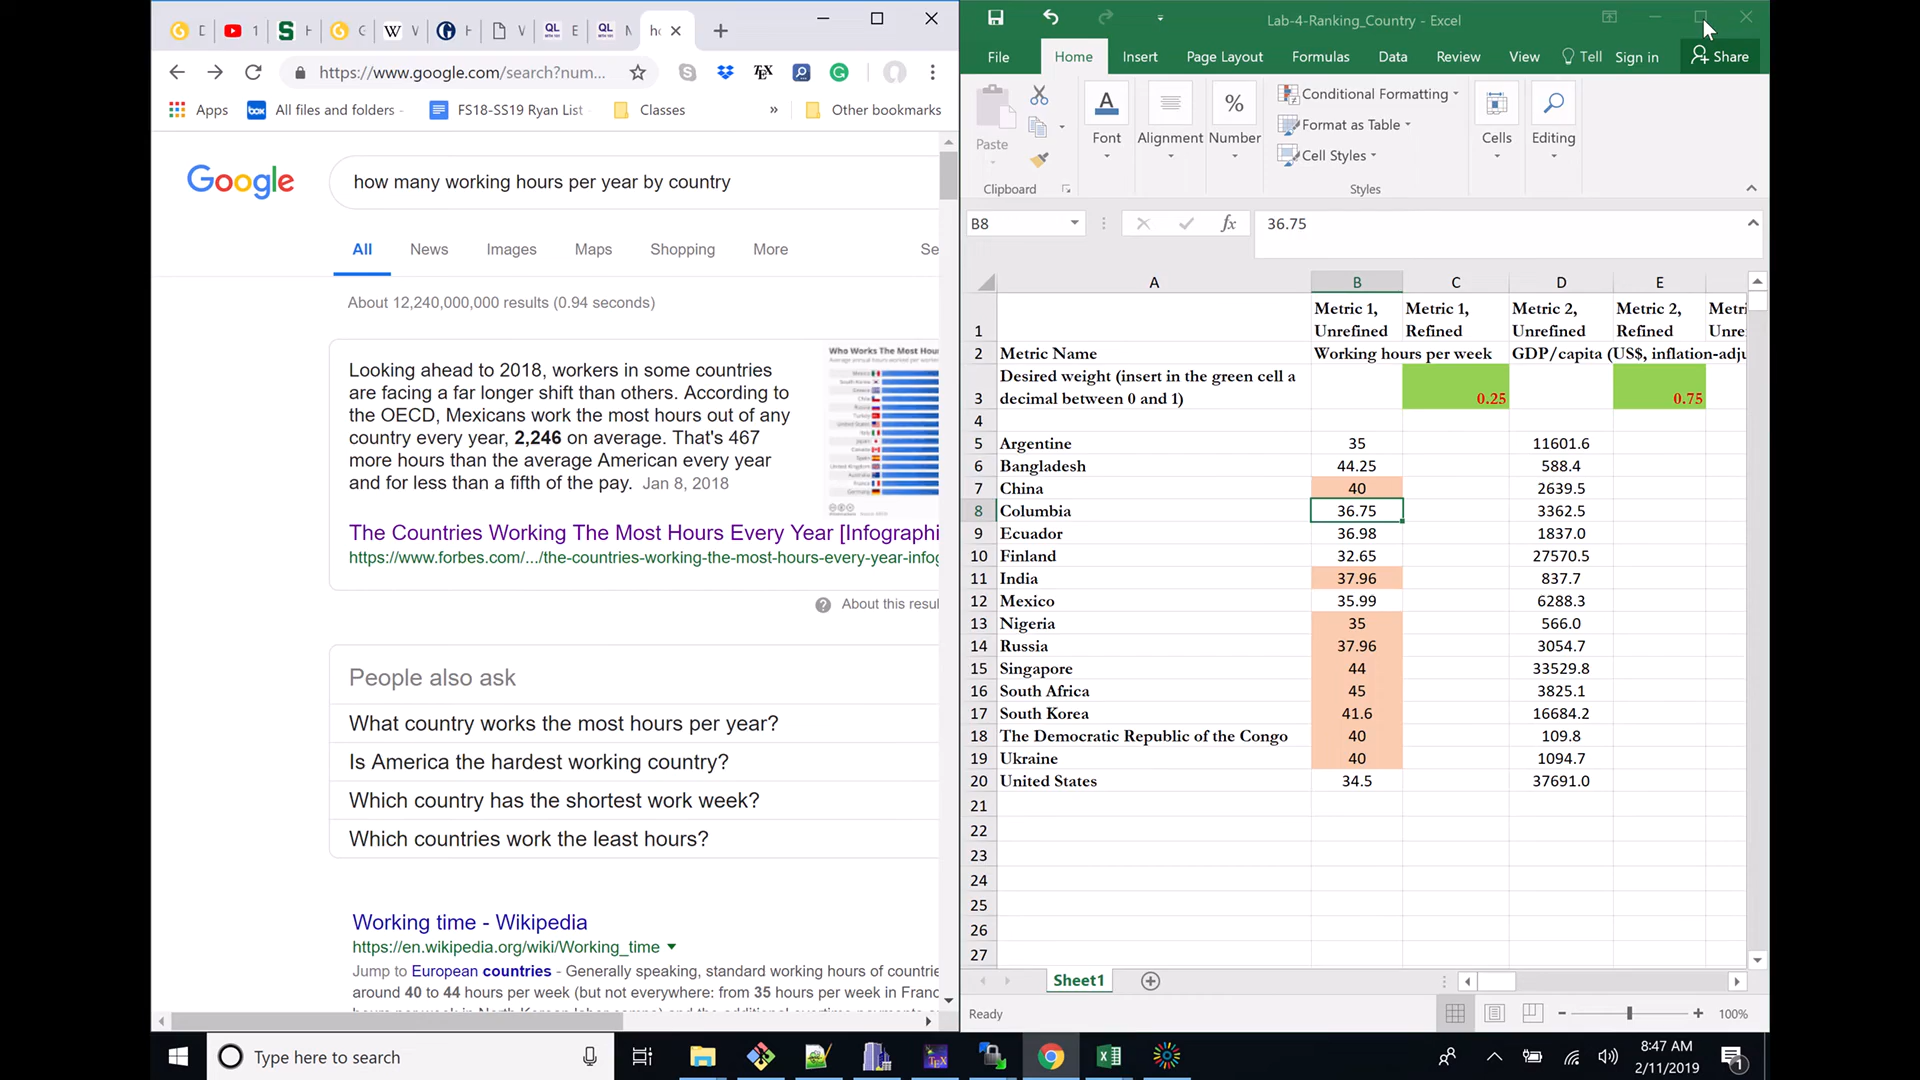 https://www.google.com/search?num...
Apps
All files and folders -
FS18-SS19 Ryan List -
Classes
»
Other bookmarks
Google
how many working hours per year by country
All
News
Images
Maps
Shopping
More
Se
About 12,240,000,000 results (0.94 seconds)
Looking ahead to 2018, workers in some countries
are facing a far longer shift than others. According to
the OECD, Mexicans work the most hours out of any
country every year, 2,246 on average. That's 467
more hours than the average American every year
and for less than a fifth of the pay. Jan 8, 2018
Who Works The Most Hour
The Countries Working The Most Hours Every Year [Infographi
https://www.forbes.com/.../the-countries-working-the-most-hours-every-year-infog
About this resul
People also ask
What country works the most hours per year?
Is America the hardest working country?
Which country has the shortest work week?
Which countries work the least hours?
Working time - Wikipedia
https://en.wikipedia.org/wiki/Working_time
Jump to European countries - Generally speaking, standard working hours of countrie
around 40 to 44 hours per week (but not everywhere: from 35 hours per week in Franc
Lab-4-Ranking_Country - Excel
File Home Insert Page Layout Formulas Data Review View Tell Sign in Share
Paste
Clipboard
Font
Alignment
Number
Conditional Formatting
Format as Table
Cell Styles
Styles
Cells
Editing
B8
fx
36.75
A B C D E
1 Metric 1, Unrefined Metric 1, Refined Metric 2, Unrefined Metric 2, Refined Metri Unre
2 Metric Name Working hours per week GDP/capita (US$, inflation-adju
3 Desired weight (insert in the green cell a decimal between 0 and 1) 0.25 0.75
4
5 Argentine 35 11601.6
6 Bangladesh 44.25 588.4
7 China 40 2639.5
8 Columbia 36.75 3362.5
9 Ecuador 36.98 1837.0
10 Finland 32.65 27570.5
11 India 37.96 837.7
12 Mexico 35.99 6288.3
13 Nigeria 35 566.0
14 Russia 37.96 3054.7
15 Singapore 44 33529.8
16 South Africa 45 3825.1
17 South Korea 41.6 16684.2
18 The Democratic Republic of the Congo 40 109.8
19 Ukraine 40 1094.7
20 United States 34.5 37691.0
21
22
23
24
25
26
27
Sheet1
Ready
100%
Type here to search
8:47 AM
2/11/2019